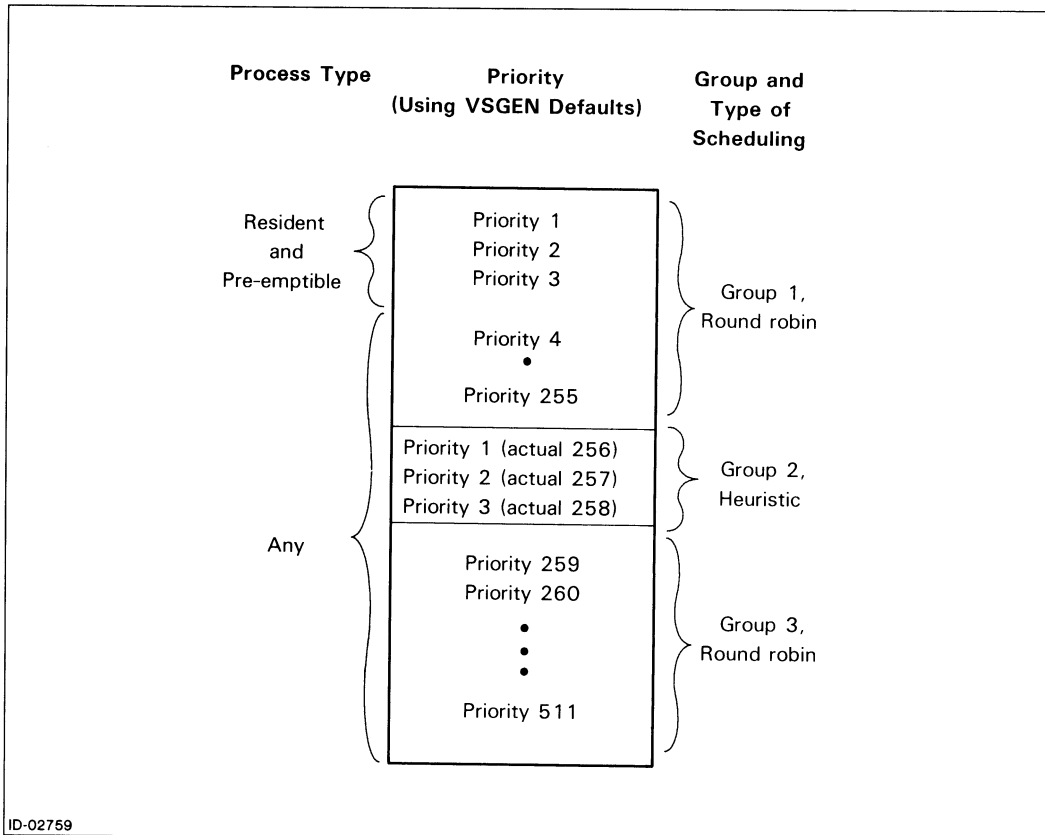 Process Type
Priority
(Using VSGEN Defaults)
Group and
Type of
Scheduling
Resident
and
Pre-emptible
Priority 1
Priority 2
Priority 3
Priority 4
•
Priority 255
Group 1,
Round robin
Priority 1 (actual 256)
Priority 2 (actual 257)
Priority 3 (actual 258)
Group 2,
Heuristic
Any
Priority 259
Priority 260
•
•
•
Priority 511
Group 3,
Round robin
ID-02759